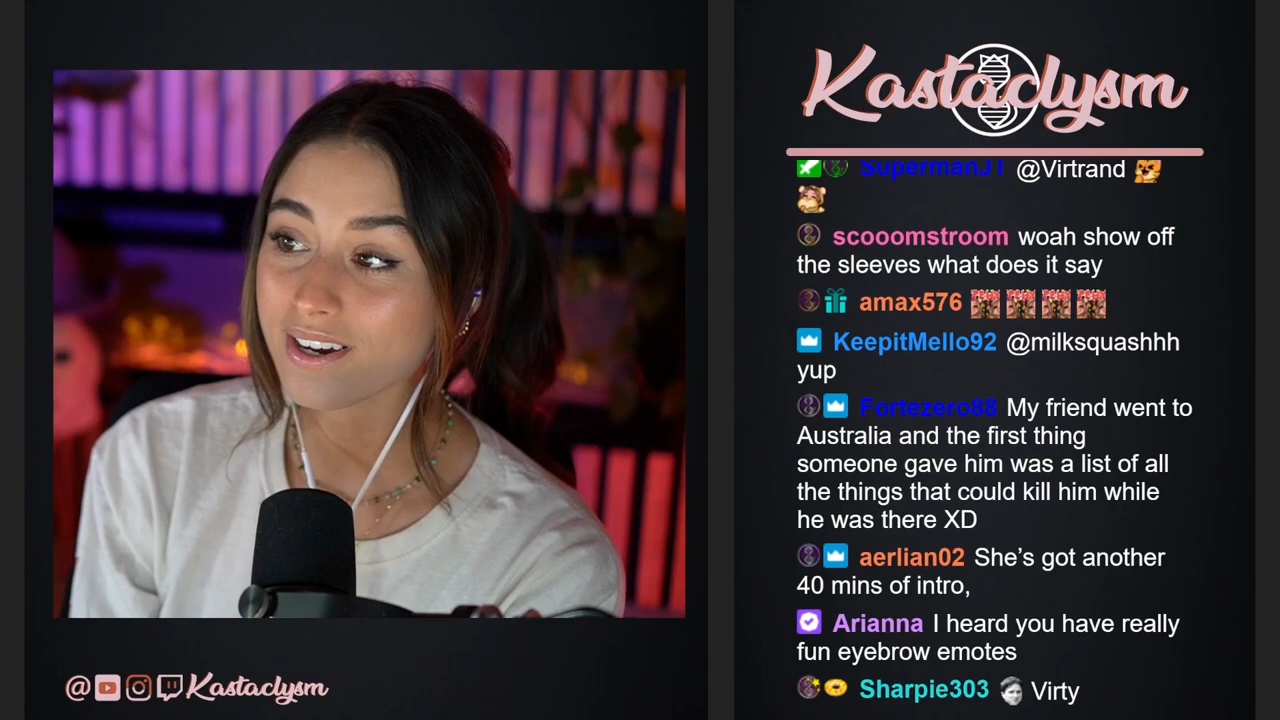 Kastaclysm
SupermanJT @Virtrand
scooomstroom woah show off
the sleeves what does it say
amax576
KeepitMello92 @milksquashhh
yup
Fortezero88 My friend went to
Australia and the first thing
someone gave him was a list of all
the things that could kill him while
he was there XD
aerlian02 She’s got another
40 mins of intro,
Arianna I heard you have really
fun eyebrow emotes
Sharpie303 Virty
@Kastaclysm